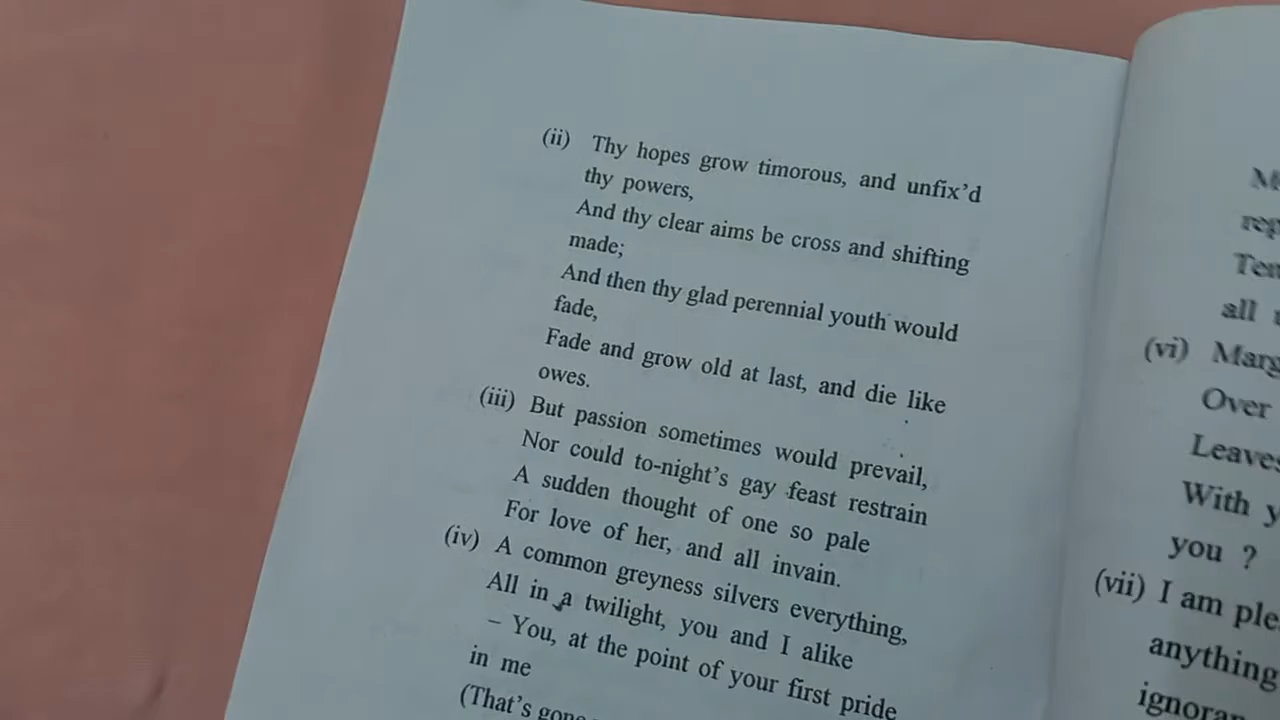 (ii) Thy hopes grow timorous, and unfix'd
thy powers,
And thy clear aims be cross and shifting
made;
And then thy glad perennial youth would
fade,
Fade and grow old at last, and die like
owes.
(iii) But passion sometimes would prevail,
Nor could to-night's gay feast restrain
A sudden thought of one so pale
For love of her, and all invain.
(iv) A common greyness silvers everything,
All in a twilight, you and I alike
– You, at the point of your first pride
in me
(That's gone
all
(vi)
Over
With
you ?
(vii) I am
anything